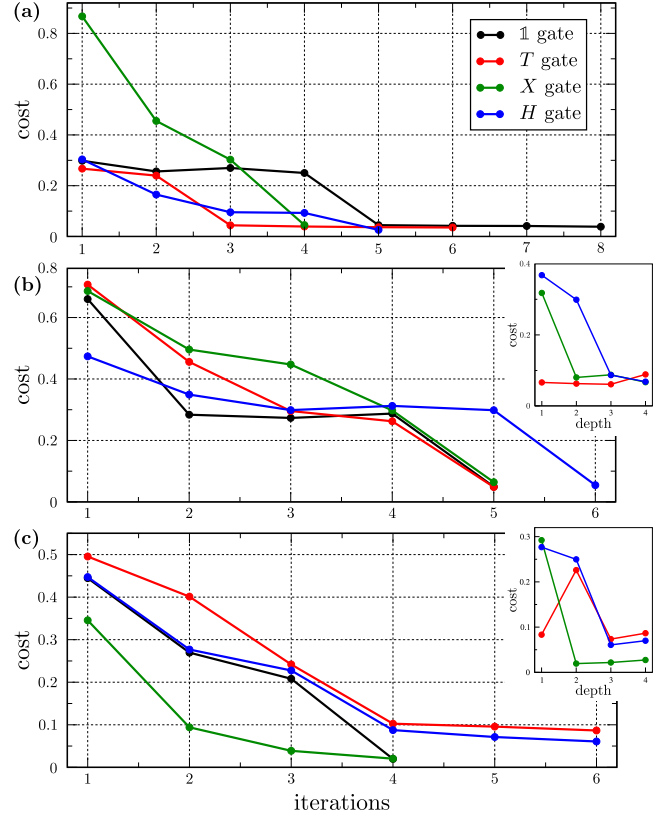 (a)
cost
0.8
0.6
0.4
0.2
0
1 2 3 4 5 6 7 8
𝟙 gate
T gate
X gate
H gate
(b)
cost
0.8
0.6
0.4
0.2
0
1 2 3 4 5 6
cost
0.4
0.2
0
1 2 3 4
depth
(c)
cost
0.5
0.4
0.3
0.2
0.1
0
1 2 3 4 5 6
iterations
cost
0.3
0.2
0.1
0
1 2 3 4
depth